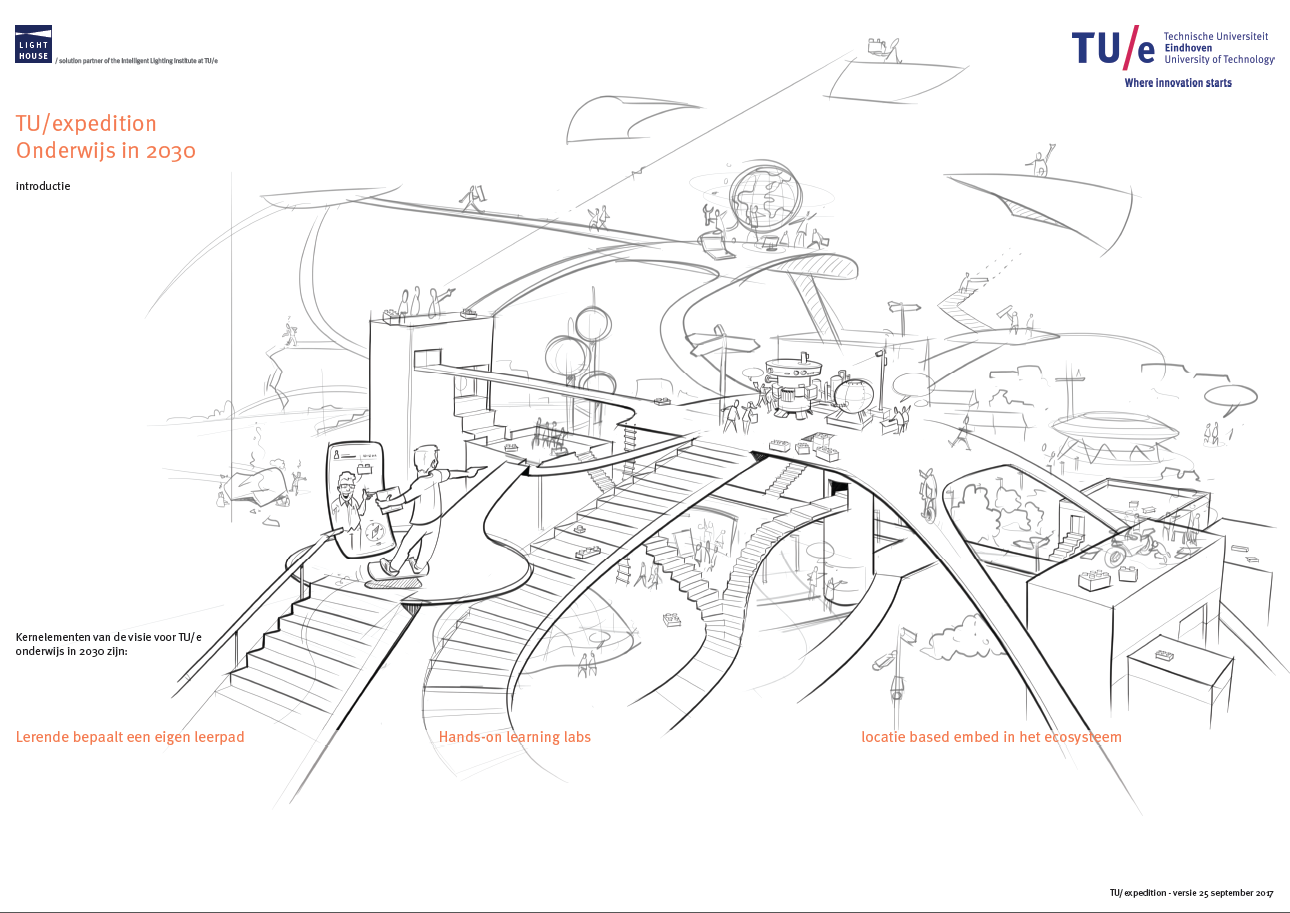 LIGHT
HOUSE
/ solution partner of the Intelligent Lighting Institute at TU/e
TU/e
Technische Universiteit
Eindhoven
University of Technology
Where innovation starts
TU/expedition
Onderwijs in 2030
introductie
Kernelementen van de visie voor TU/e
onderwijs in 2030 zijn:
Lerende bepaalt een eigen leerpad
Hands-on learning labs
locatie based embed in het ecosysteem
TU/expedition - versie 25 september 2017